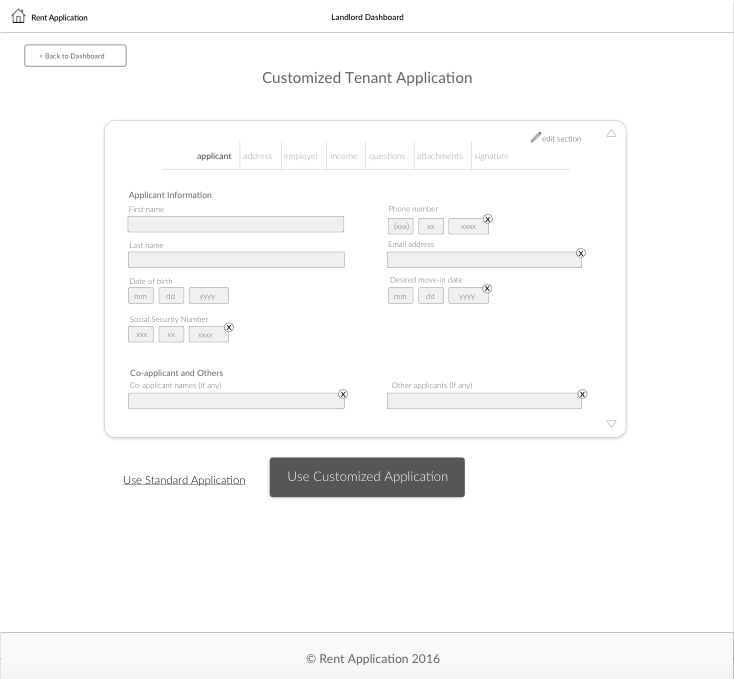 Rent Application
Landlord Dashboard
< Back to Dashboard
Customized Tenant Application
edit section
applicant address employer income questions attachments signature
Applicant Information
First name
Phone number
(xxx) xx xxxx X
Last name
Email address
X
Date of birth
mm dd yyyy
Desired move-in date
mm dd yyyy X
Social Security Number
xxx xx xxxx X
Co-applicant and Others
Co-applicant names (If any)
X
Other applicants (If any)
X
Use Standard Application
Use Customized Application
© Rent Application 2016